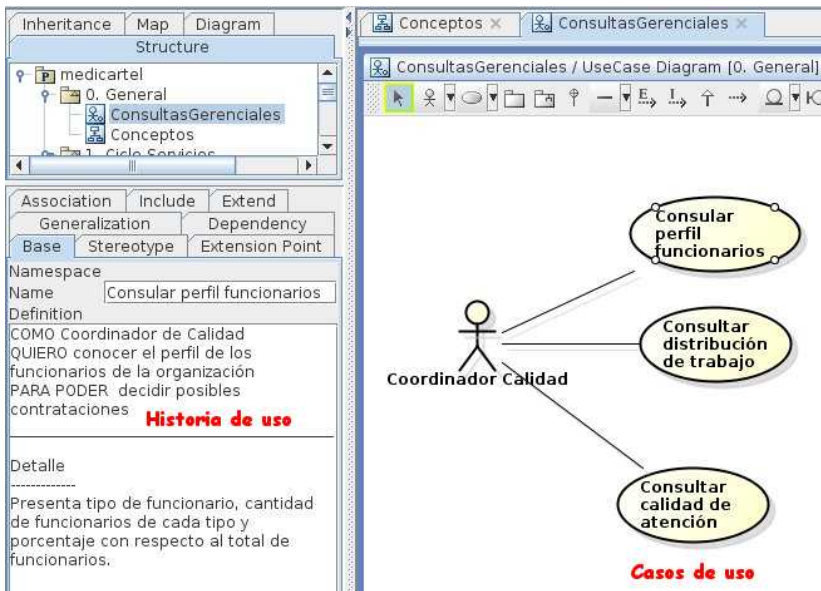 Inheritance Map Diagram
Structure
medicartel
0. General
ConsultasGerenciales
Conceptos
1. Ciclo Servicios
Association Include Extend
Generalization Dependency
Base Stereotype Extension Point
Namespace
Name Consular perfil funcionarios
Definition
COMO Coordinador de Calidad
QUIERO conocer el perfil de los
funcionarios de la organización
PARA PODER decidir posibles
contrataciones
Historia de uso
Detalle
-------------
Presenta tipo de funcionario, cantidad
de funcionarios de cada tipo y
porcentaje con respecto al total de
funcionarios.
Conceptos ConsultasGerenciales
ConsultasGerenciales / UseCase Diagram [0. General]
Consular
perfil
funcionarios
Consultar
distribución
de trabajo
Coordinador Calidad
Consultar
calidad de
atención
Casos de uso